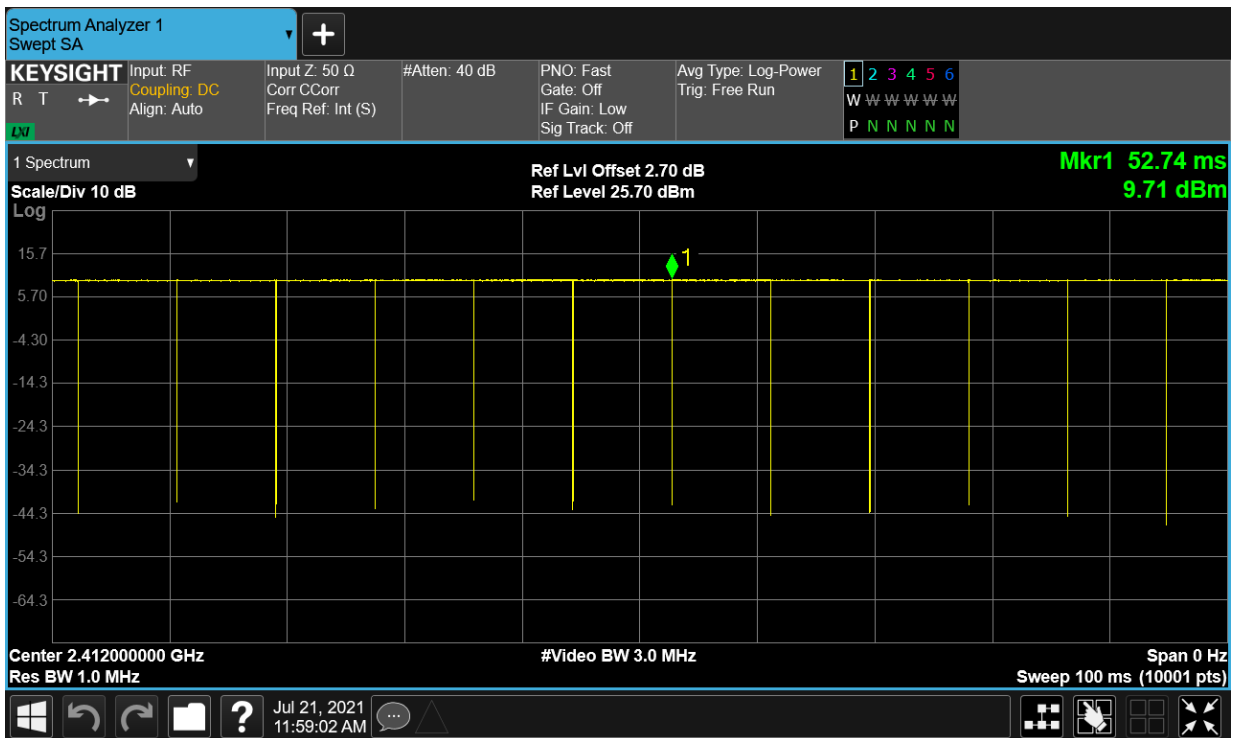 Spectrum Analyzer 1
Swept SA
+
KEYSIGHT Input: RF Input Z: 50 Ω #Atten: 40 dB PNO: Fast Avg Type: Log-Power 1 2 3 4 5 6
R T Coupling: DC Corr CCorr Gate: Off Trig: Free Run W W W W W W
Align: Auto Freq Ref: Int (S) IF Gain: Low P N N N N N
LXI Sig Track: Off
1 Spectrum Ref Lvl Offset 2.70 dB Mkr1 52.74 ms
Scale/Div 10 dB Ref Level 25.70 dBm 9.71 dBm
Log
15.7 1
5.70
-4.30
-14.3
-24.3
-34.3
-44.3
-54.3
-64.3
Center 2.412000000 GHz #Video BW 3.0 MHz Span 0 Hz
Res BW 1.0 MHz Sweep 100 ms (10001 pts)
? Jul 21, 2021
11:59:02 AM